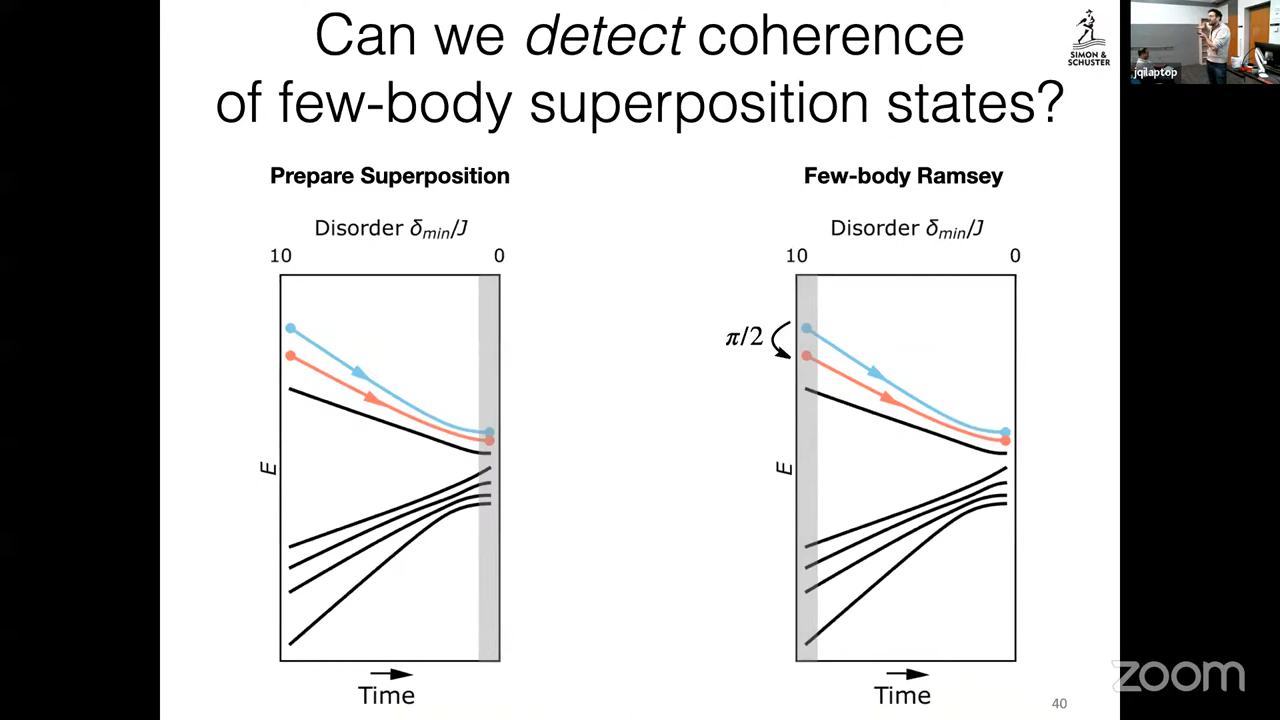 Can we detect coherence
of few-body superposition states?
SIMON &
SCHUSTER
jqilaptop
Prepare Superposition
Disorder δmin/J
10 0
E
Time
Few-body Ramsey
Disorder δmin/J
10 0
π/2
E
Time
40
zoom